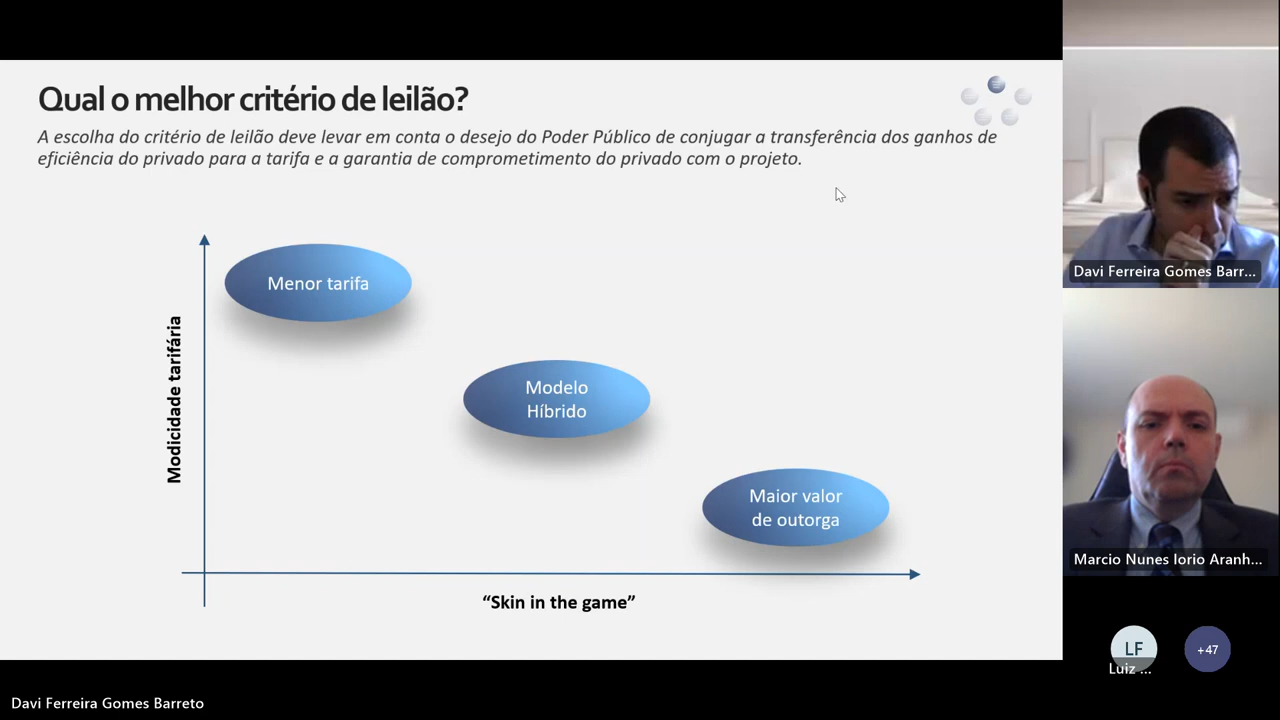 Qual o melhor critério de leilão?
A escolha do critério de leilão deve levar em conta o desejo do Poder Público de conjugar a transferência dos ganhos de
eficiência do privado para a tarifa e a garantia de comprometimento do privado com o projeto.
Modicidade tarifária
Menor tarifa
Modelo
Híbrido
Maior valor
de outorga
“Skin in the game”
Davi Ferreira Gomes Barr...
Marcio Nunes Iorio Aranh...
LF
Luiz ...
+47
Davi Ferreira Gomes Barreto